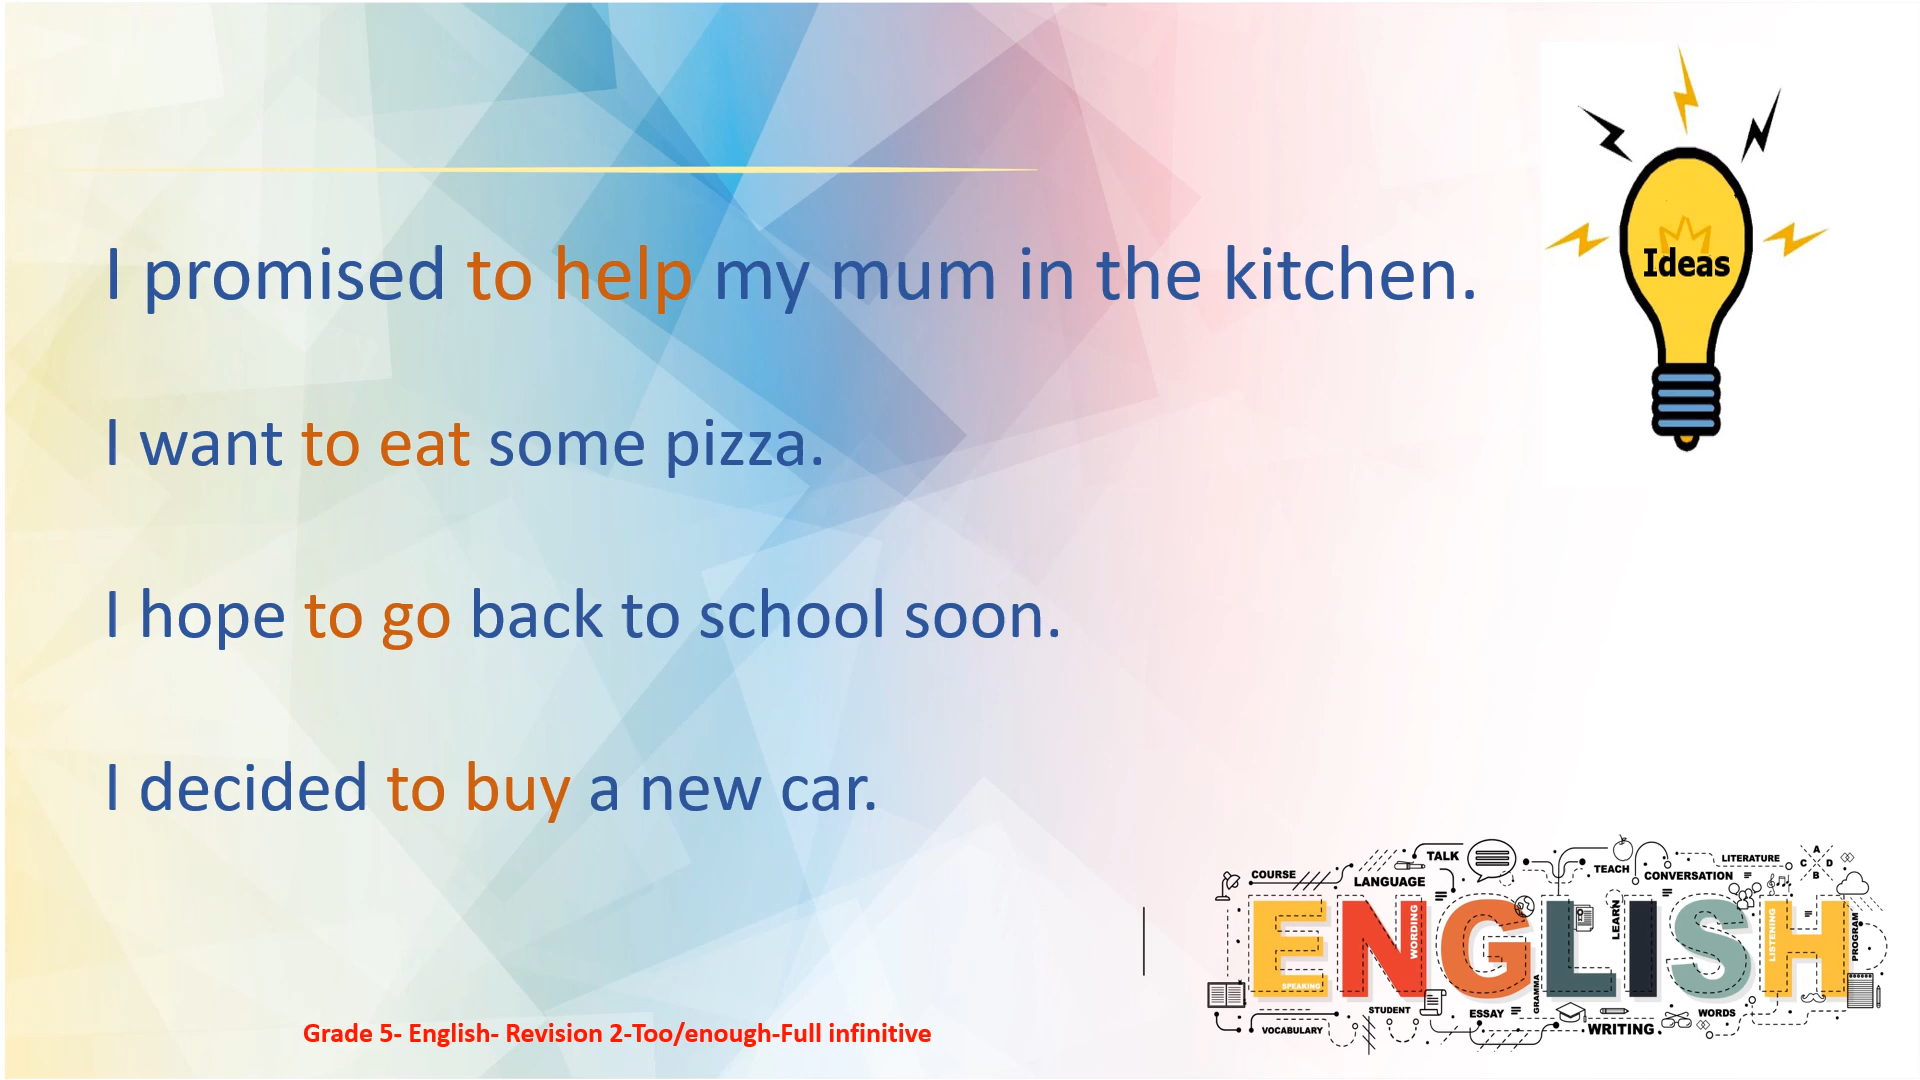 Ideas
I promised to help my mum in the kitchen.
I want to eat some pizza.
I hope to go back to school soon.
I decided to buy a new car.
Grade 5- English- Revision 2-Too/enough-Full infinitive
COURSE
TALK
LANGUAGE
TEACH
CONVERSATION
LITERATURE
A
C D
B
ENGLISH
WORDING
LEARN
LISTENING
PROGRAM
SPEAKING
GRAMMA
VOCABULARY
STUDENT
ESSAY
WRITING
WORDS